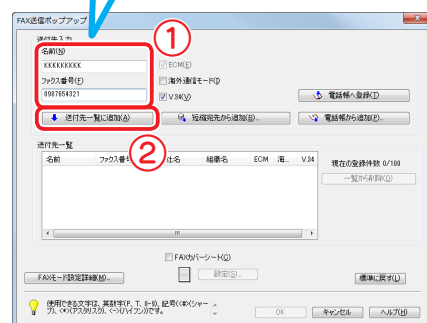 FAX送信ポップアップ
送付先入力
名前(N)
KKKKKKKKK
ファクス番号(F)
0987654321
①
ECM(E)
海外通信モード(I)
V.34(V)
電話帳へ登録(T)
送付先一覧に追加(A)
短縮宛先から追加(B)...
電話帳から追加(P)...
②
送付先一覧
名前 ファクス番号 社名 組織名 ECM 海... V.34
現在の登録件数 0/100
一覧から削除(D)
FAXカバーシート(O)
FAXモード設定詳細(M)...
設定(S)...
標準に戻す(L)
使用できる文字は、英数字(P、T、0-9)、記号(<#>(シャー
プ)、<*>(アスタリスク)、<->(ハイフン))です。
OK キャンセル ヘルプ(H)